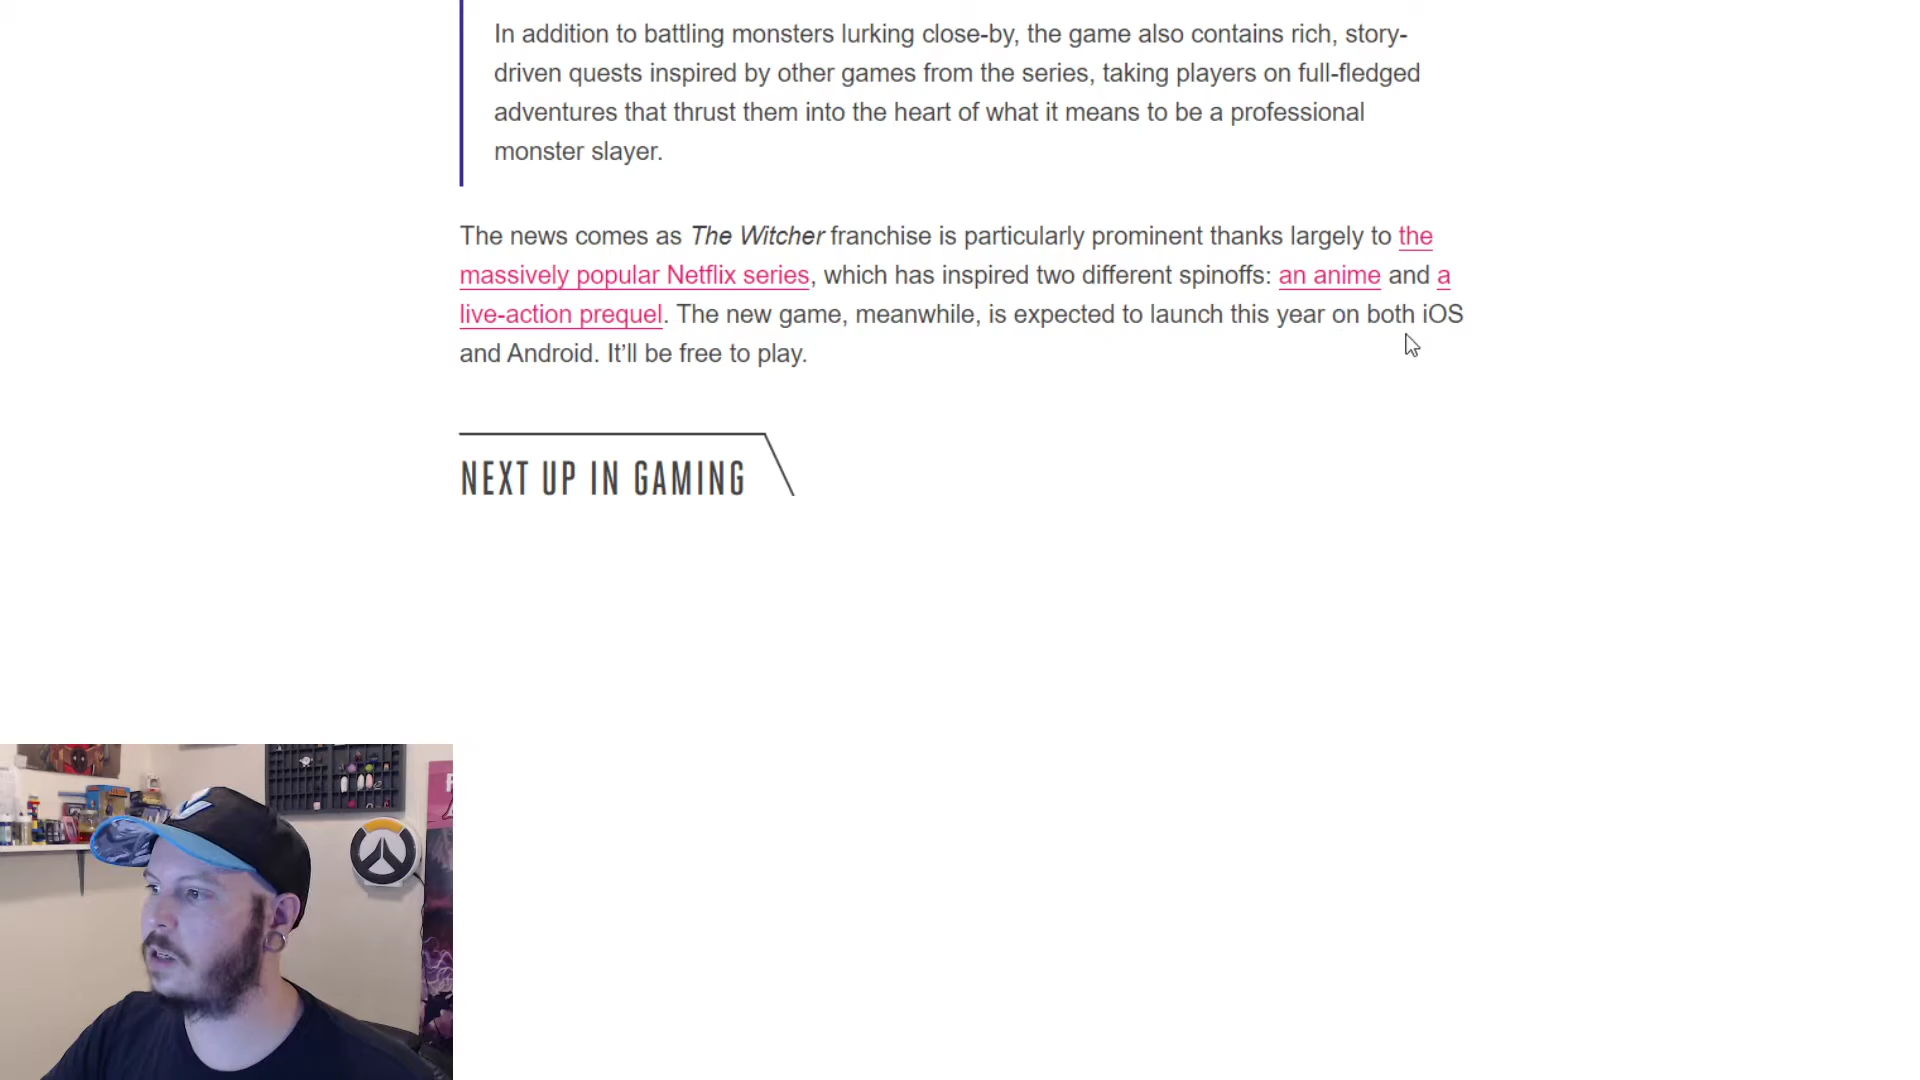 In addition to battling monsters lurking close-by, the game also contains rich, story-
driven quests inspired by other games from the series, taking players on full-fledged
adventures that thrust them into the heart of what it means to be a professional
monster slayer.
The news comes as The Witcher franchise is particularly prominent thanks largely to the
massively popular Netflix series, which has inspired two different spinoffs: an anime and a
live-action prequel. The new game, meanwhile, is expected to launch this year on both iOS
and Android. It’ll be free to play.
NEXT UP IN GAMING